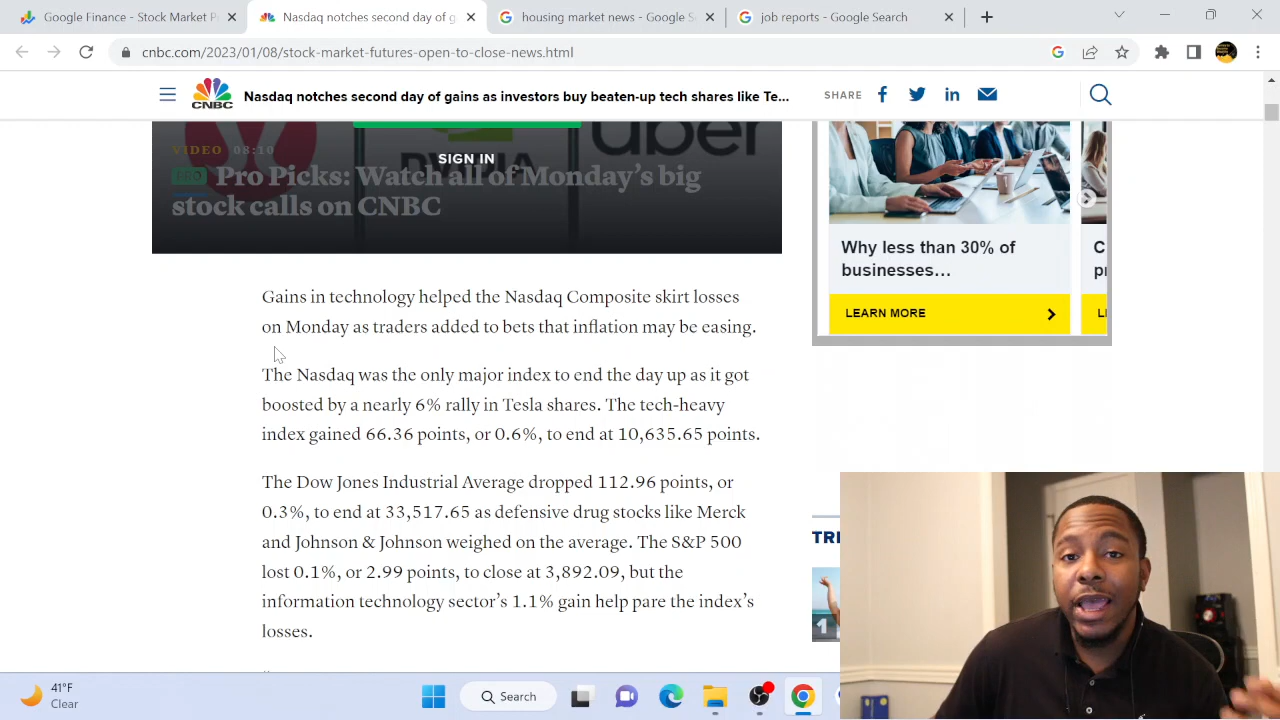 Google Finance - Stock Market P
Nasdaq notches second day of ga
housing market news - Google Se
job reports - Google Search
cnbc.com/2023/01/08/stock-market-futures-open-to-close-news.html
CNBC
Nasdaq notches second day of gains as investors buy beaten-up tech shares like Te...
SHARE
VIDEO 08:10
SIGN IN
PRO Pro Picks: Watch all of Monday's big
stock calls on CNBC
uber
Why less than 30% of
businesses...
LEARN MORE
C
pr
L
Gains in technology helped the Nasdaq Composite skirt losses
on Monday as traders added to bets that inflation may be easing.
The Nasdaq was the only major index to end the day up as it got
boosted by a nearly 6% rally in Tesla shares. The tech-heavy
index gained 66.36 points, or 0.6%, to end at 10,635.65 points.
The Dow Jones Industrial Average dropped 112.96 points, or
0.3%, to end at 33,517.65 as defensive drug stocks like Merck
and Johnson & Johnson weighed on the average. The S&P 500
lost 0.1%, or 2.99 points, to close at 3,892.09, but the
information technology sector's 1.1% gain help pare the index's
losses.
TRE
1
41°F
Clear
Search